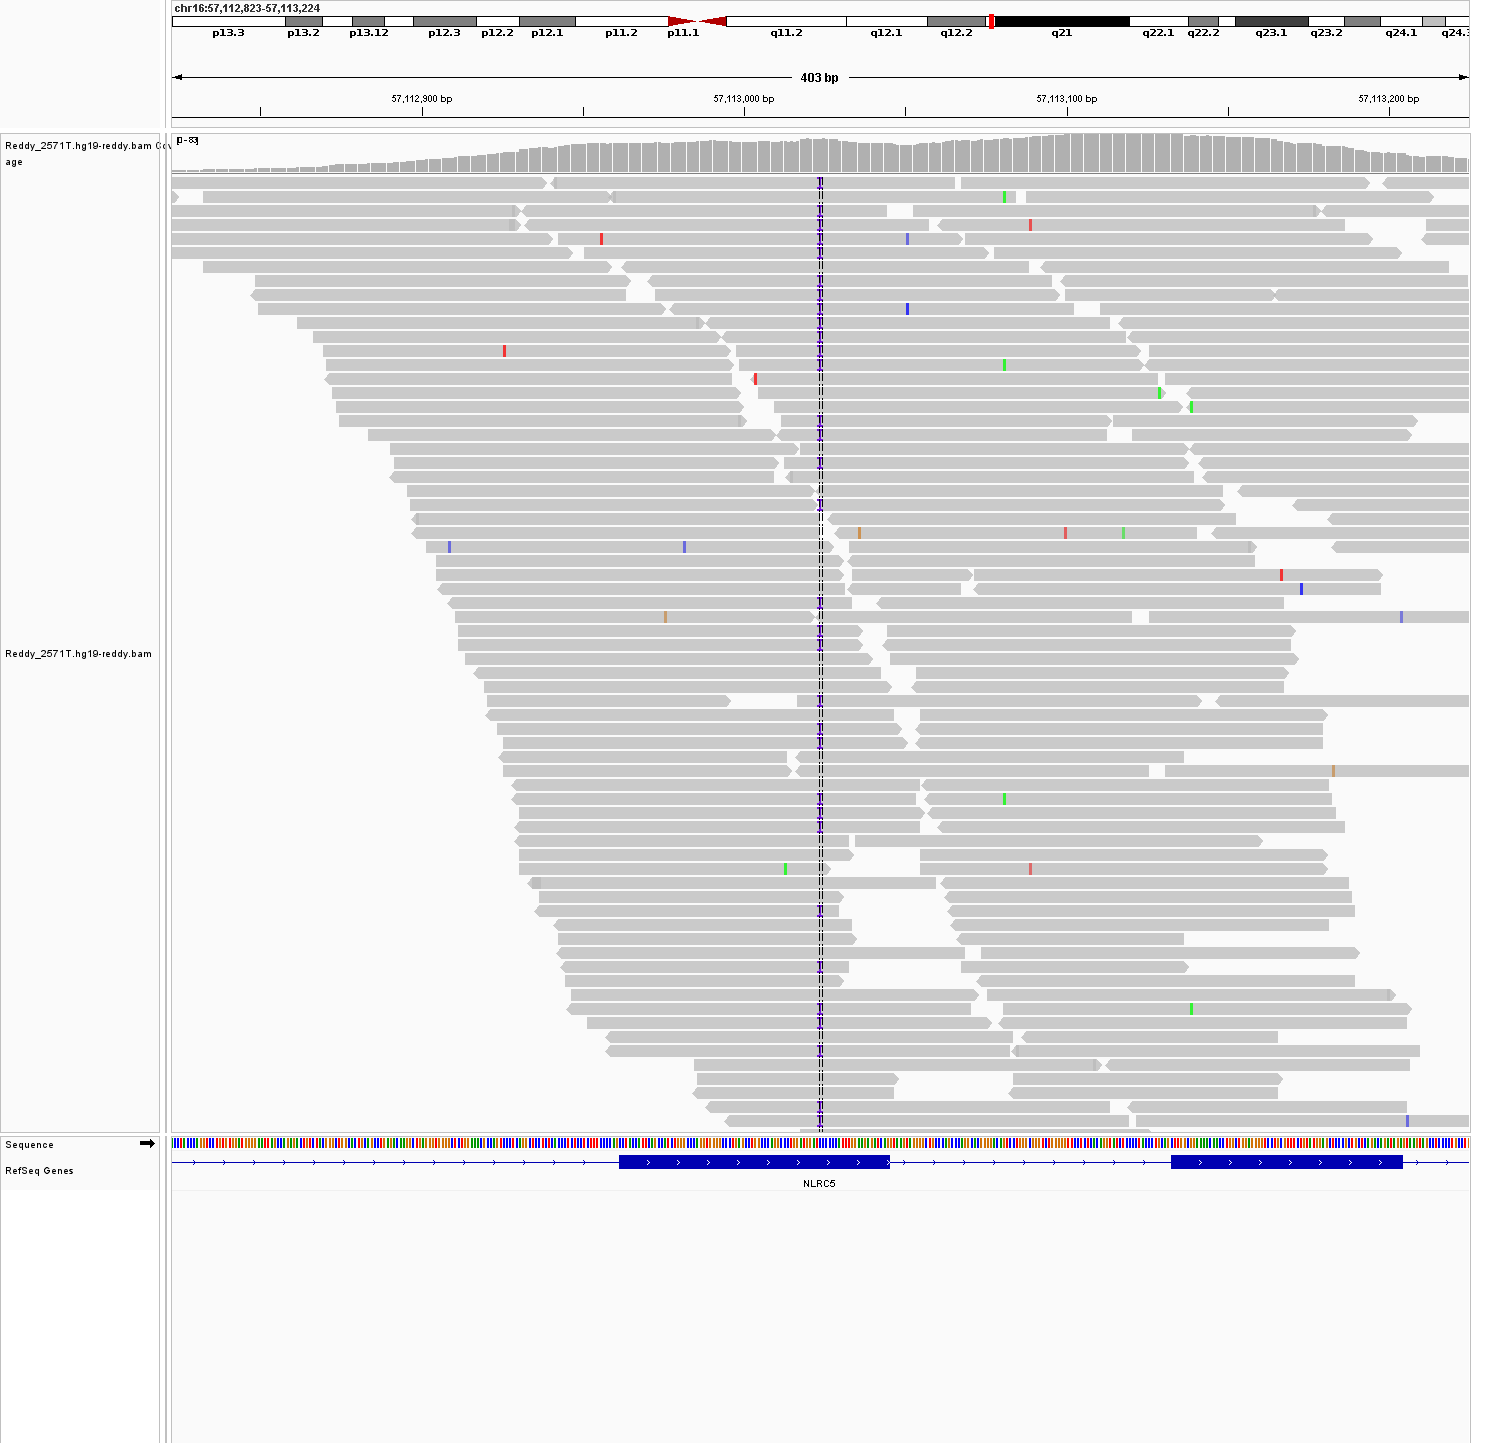 chr16:57,112,823-57,113,224
p13.3 p13.2 p13.12 p12.3 p12.2 p12.1 p11.2 p11.1 q11.2 q12.1 q12.2 q21 q22.1 q22.2 q23.1 q23.2 q24.1 q24.3
403 bp
57,112,900 bp 57,113,000 bp 57,113,100 bp 57,113,200 bp
Reddy_2571T.hg19-reddy.bam Cov
age
[0-83]
Reddy_2571T.hg19-reddy.bam
Sequence
RefSeq Genes
NLRC5